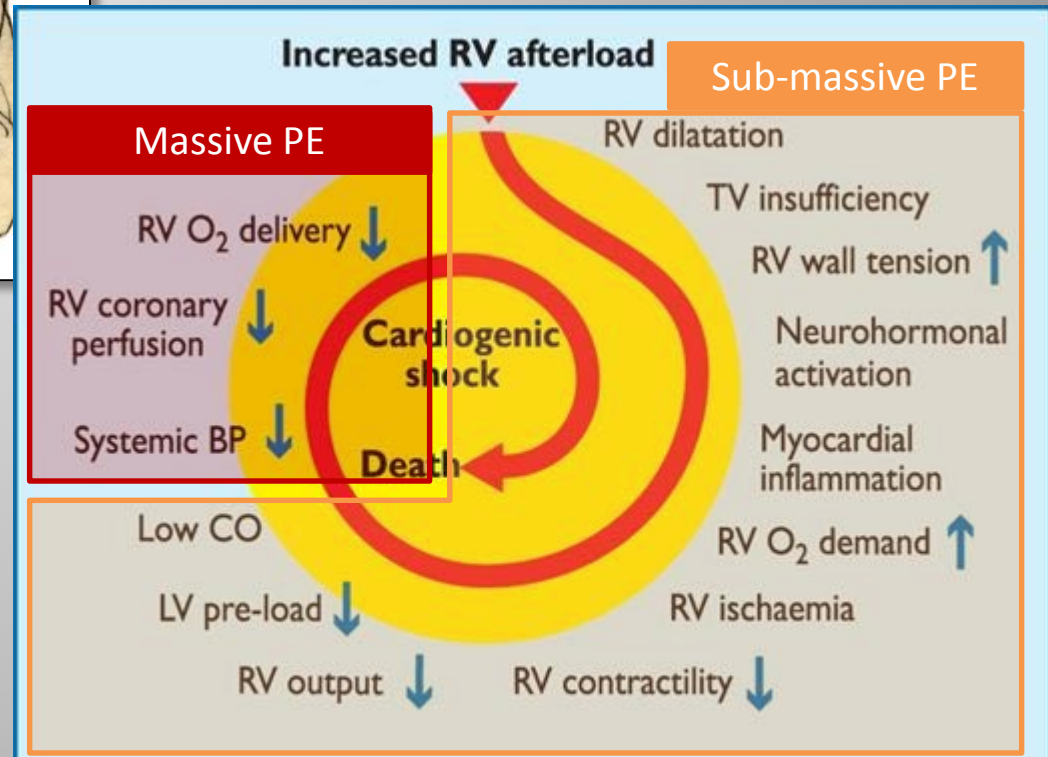 Increased RV afterload
Sub-massive PE
Massive PE
RV dilatation
TV insufficiency
RV wall tension ↑
Neurohormonal
activation
Myocardial
inflammation
RV O₂ demand ↑
RV ischaemia
RV contractility ↓
RV output ↓
LV pre-load ↓
Low CO
Systemic BP ↓
RV coronary
perfusion ↓
RV O₂ delivery ↓
Cardiogenic
shock
Death